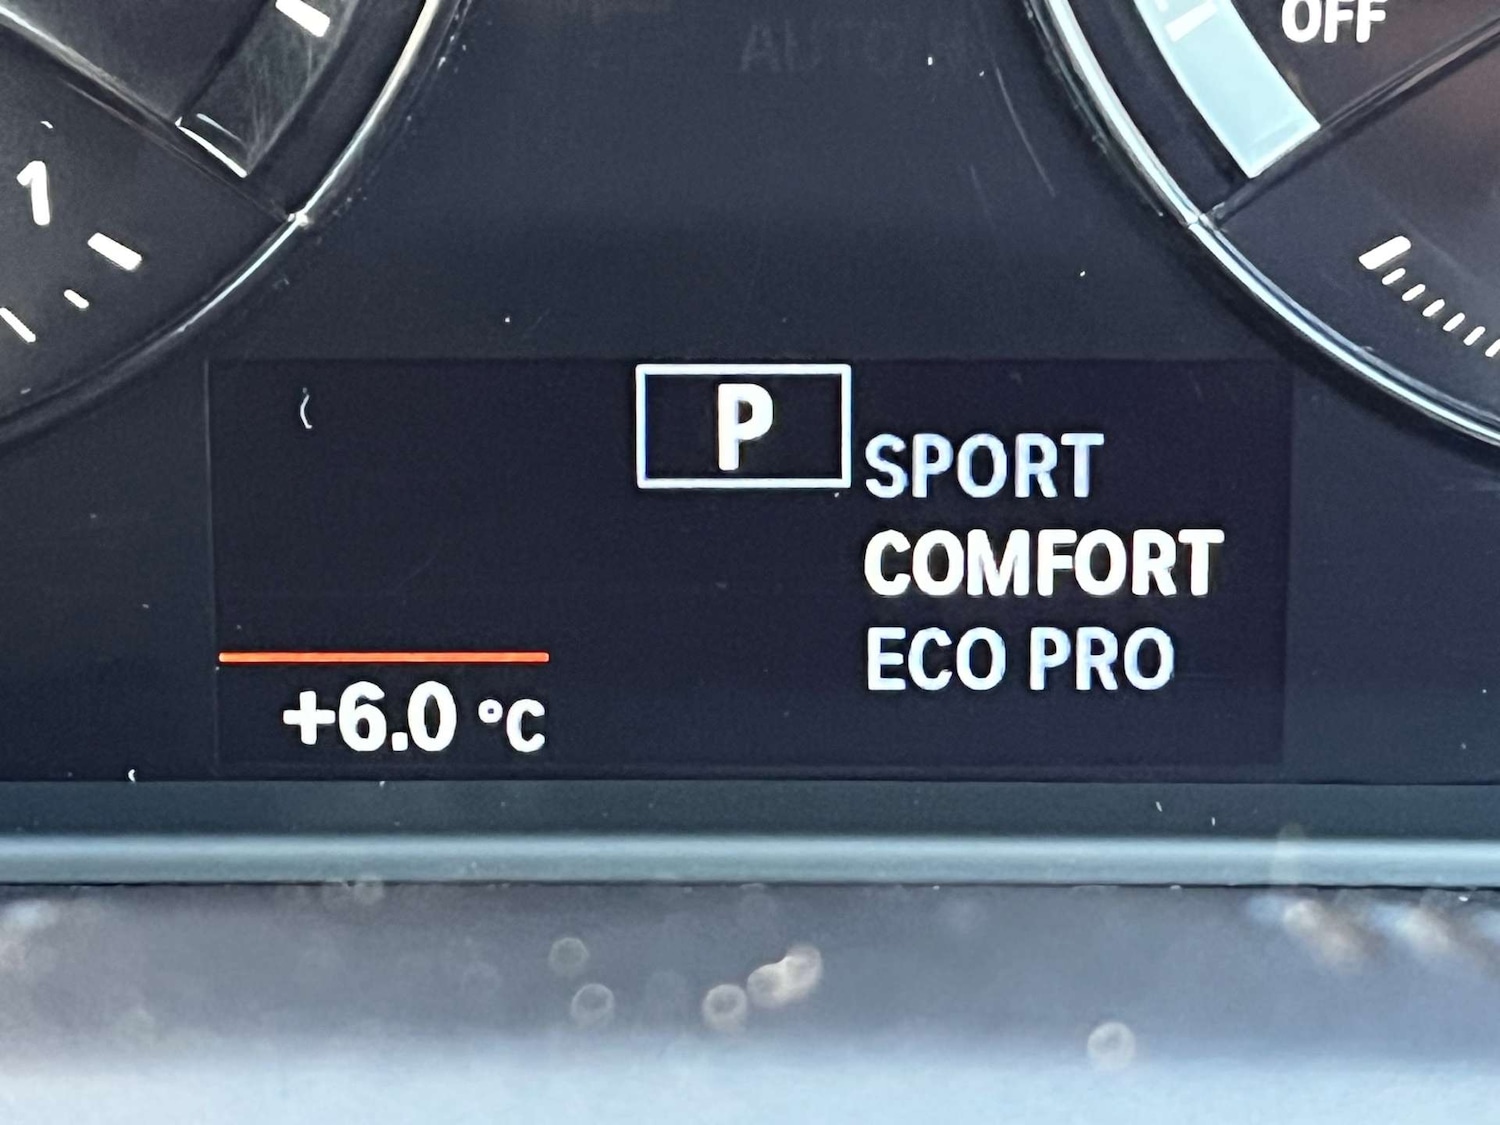 OFF
1
P
SPORT
COMFORT
ECO PRO
+6.0 °C